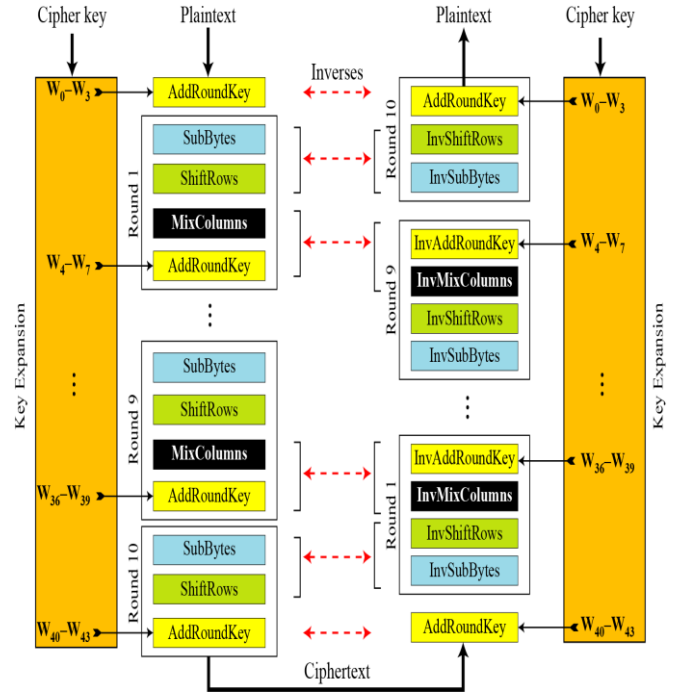 Cipher key
Plaintext
Plaintext
Cipher key
Inverses
Key Expansion
W0–W3
W4–W7
⋮
W36–W39
W40–W43
AddRoundKey
Round 1
SubBytes
ShiftRows
MixColumns
AddRoundKey
⋮
Round 9
SubBytes
ShiftRows
MixColumns
AddRoundKey
Round 10
SubBytes
ShiftRows
AddRoundKey
Ciphertext
Round 10
AddRoundKey
InvShiftRows
InvSubBytes
Round 9
InvAddRoundKey
InvMixColumns
InvShiftRows
InvSubBytes
⋮
Round 1
InvAddRoundKey
InvMixColumns
InvShiftRows
InvSubBytes
AddRoundKey
W0–W3
W4–W7
⋮
W36–W39
W40–W43
Key Expansion